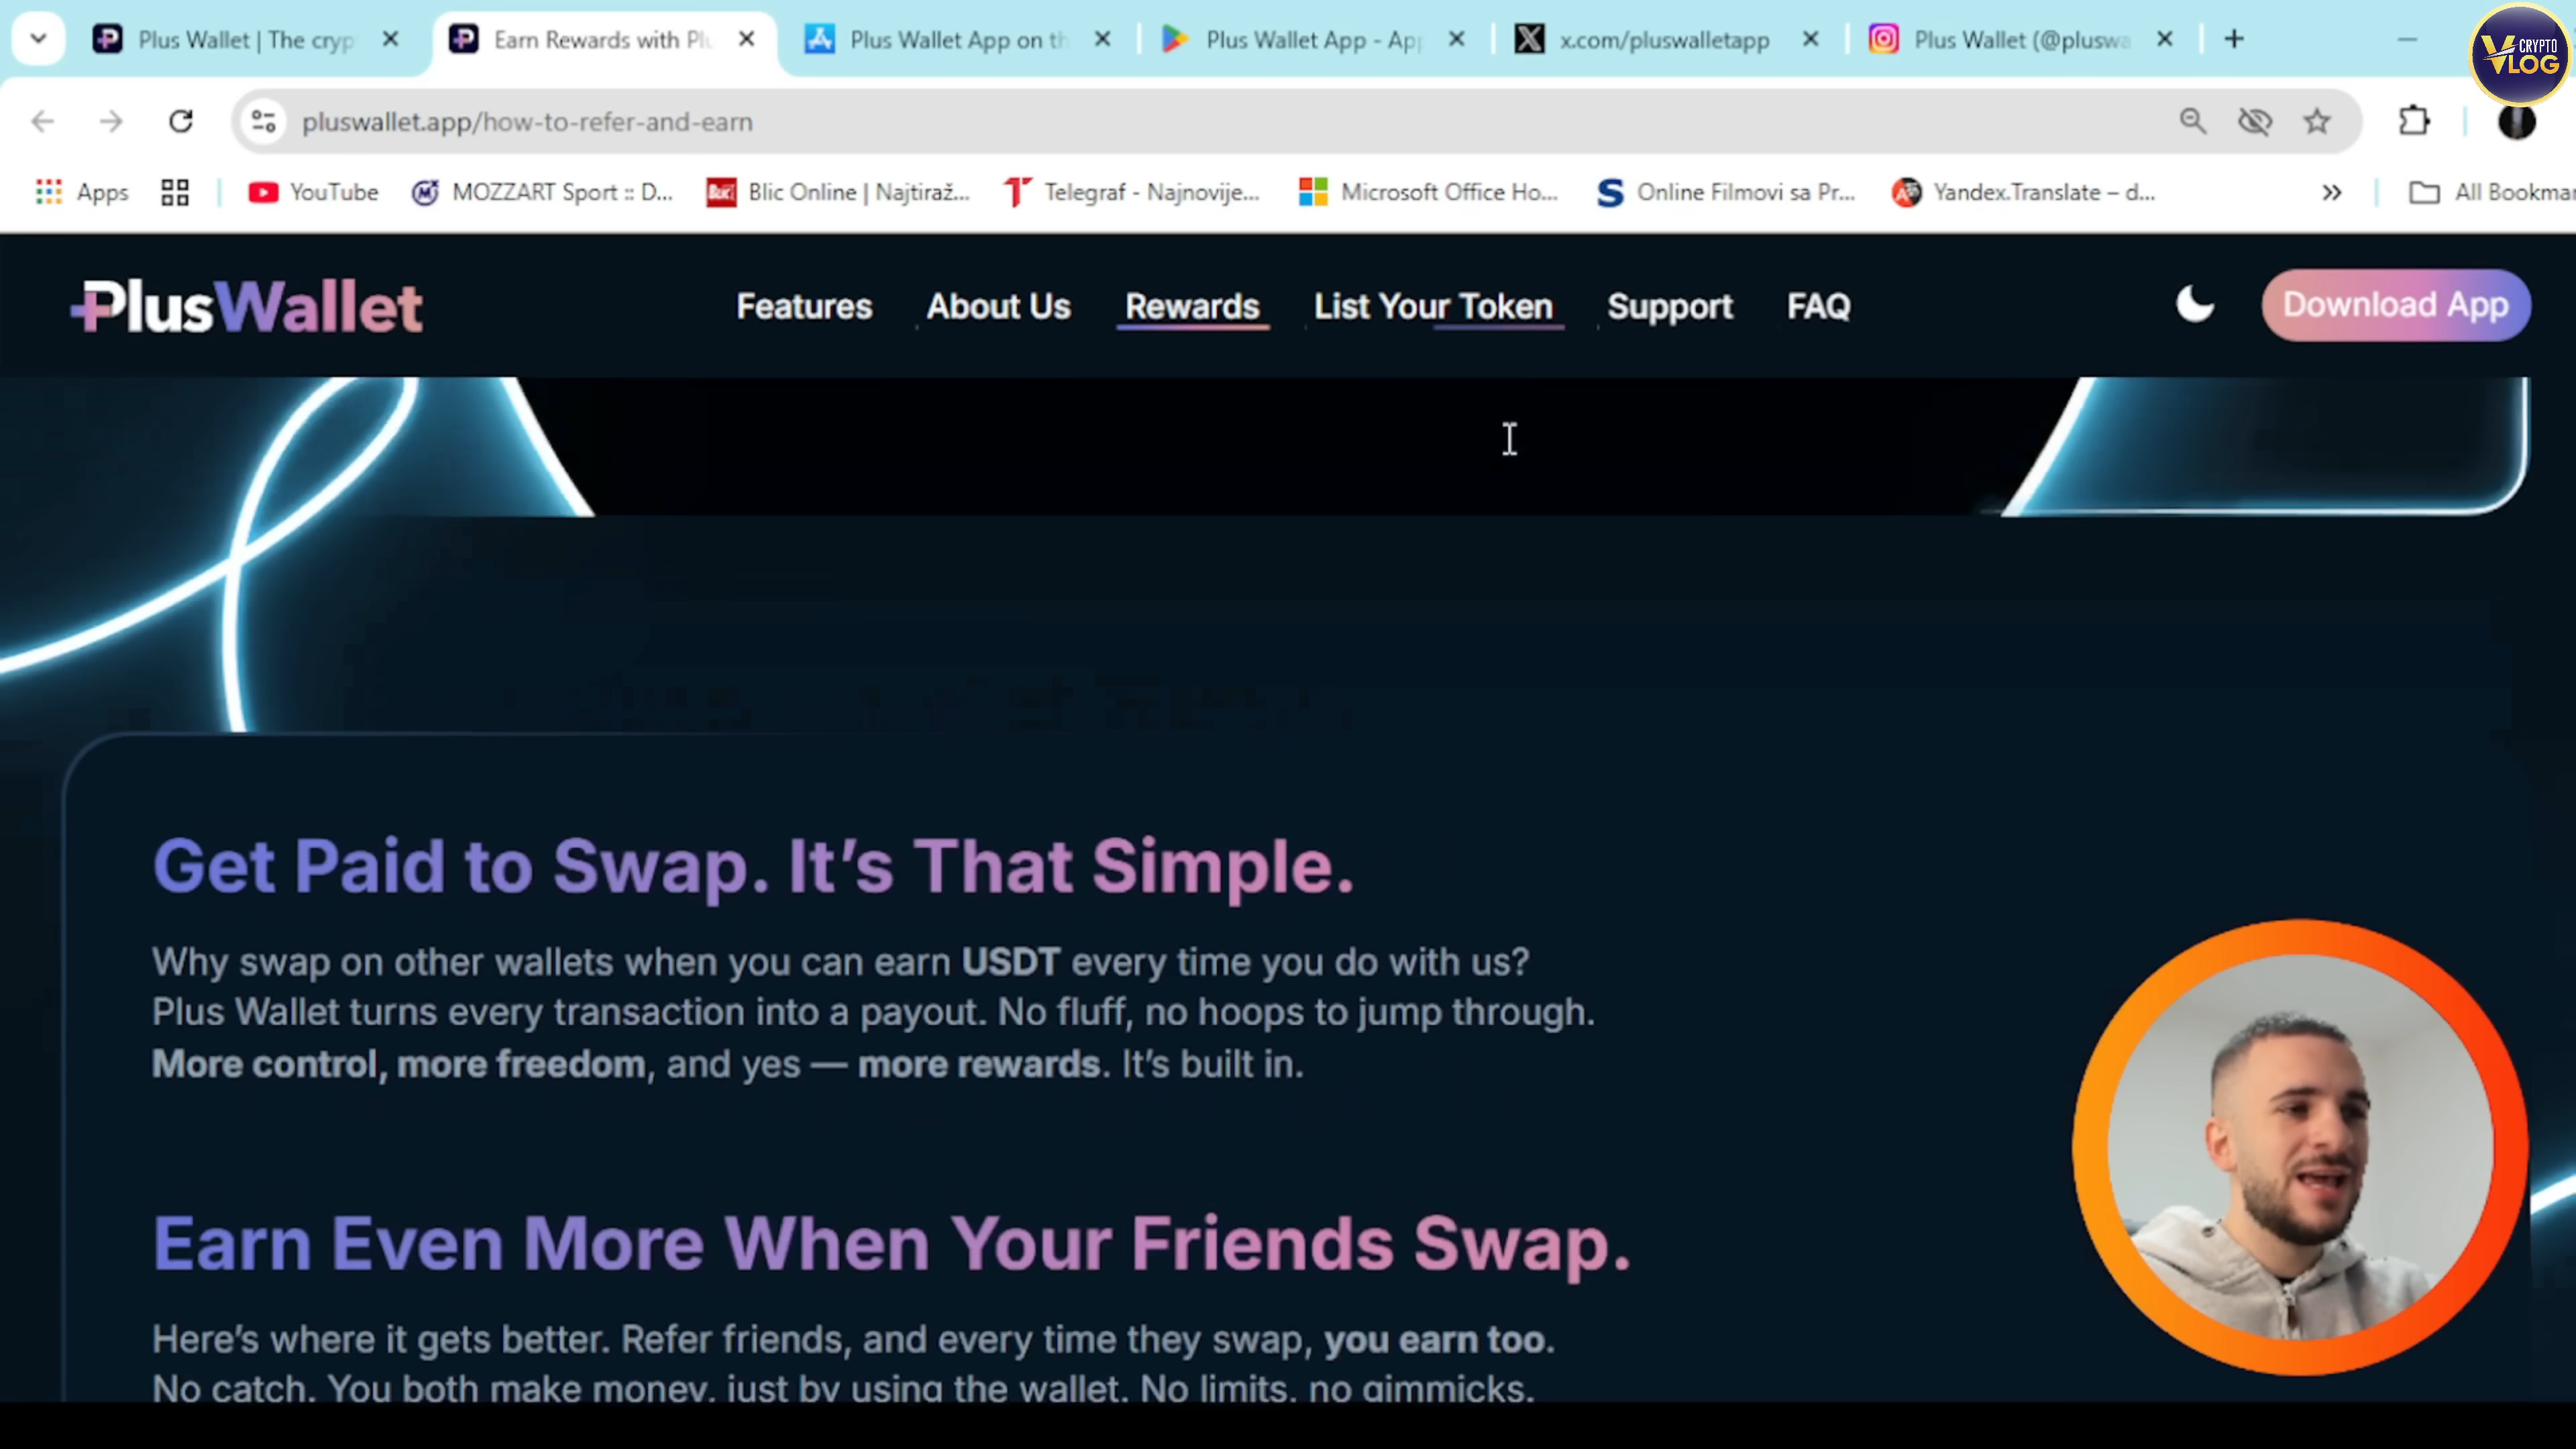 Plus Wallet | The cryp
Earn Rewards with Plu
Plus Wallet App on th
Plus Wallet App - App
x.com/pluswalletapp
Plus Wallet (@pluswa
CRYPTO
VLOG
pluswallet.app/how-to-refer-and-earn
Apps
YouTube
MOZZART Sport :: D...
Blic Online | Najtiraž...
Telegraf - Najnovije...
Microsoft Office Ho...
Online Filmovi sa Pr...
Yandex.Translate – d...
All Bookmar
PlusWallet
Features
About Us
Rewards
List Your Token
Support
FAQ
Download App
Get Paid to Swap. It’s That Simple.
Why swap on other wallets when you can earn USDT every time you do with us?
Plus Wallet turns every transaction into a payout. No fluff, no hoops to jump through.
More control, more freedom, and yes — more rewards. It’s built in.
Earn Even More When Your Friends Swap.
Here’s where it gets better. Refer friends, and every time they swap, you earn too.
No catch. You both make money, just by using the wallet. No limits, no gimmicks.